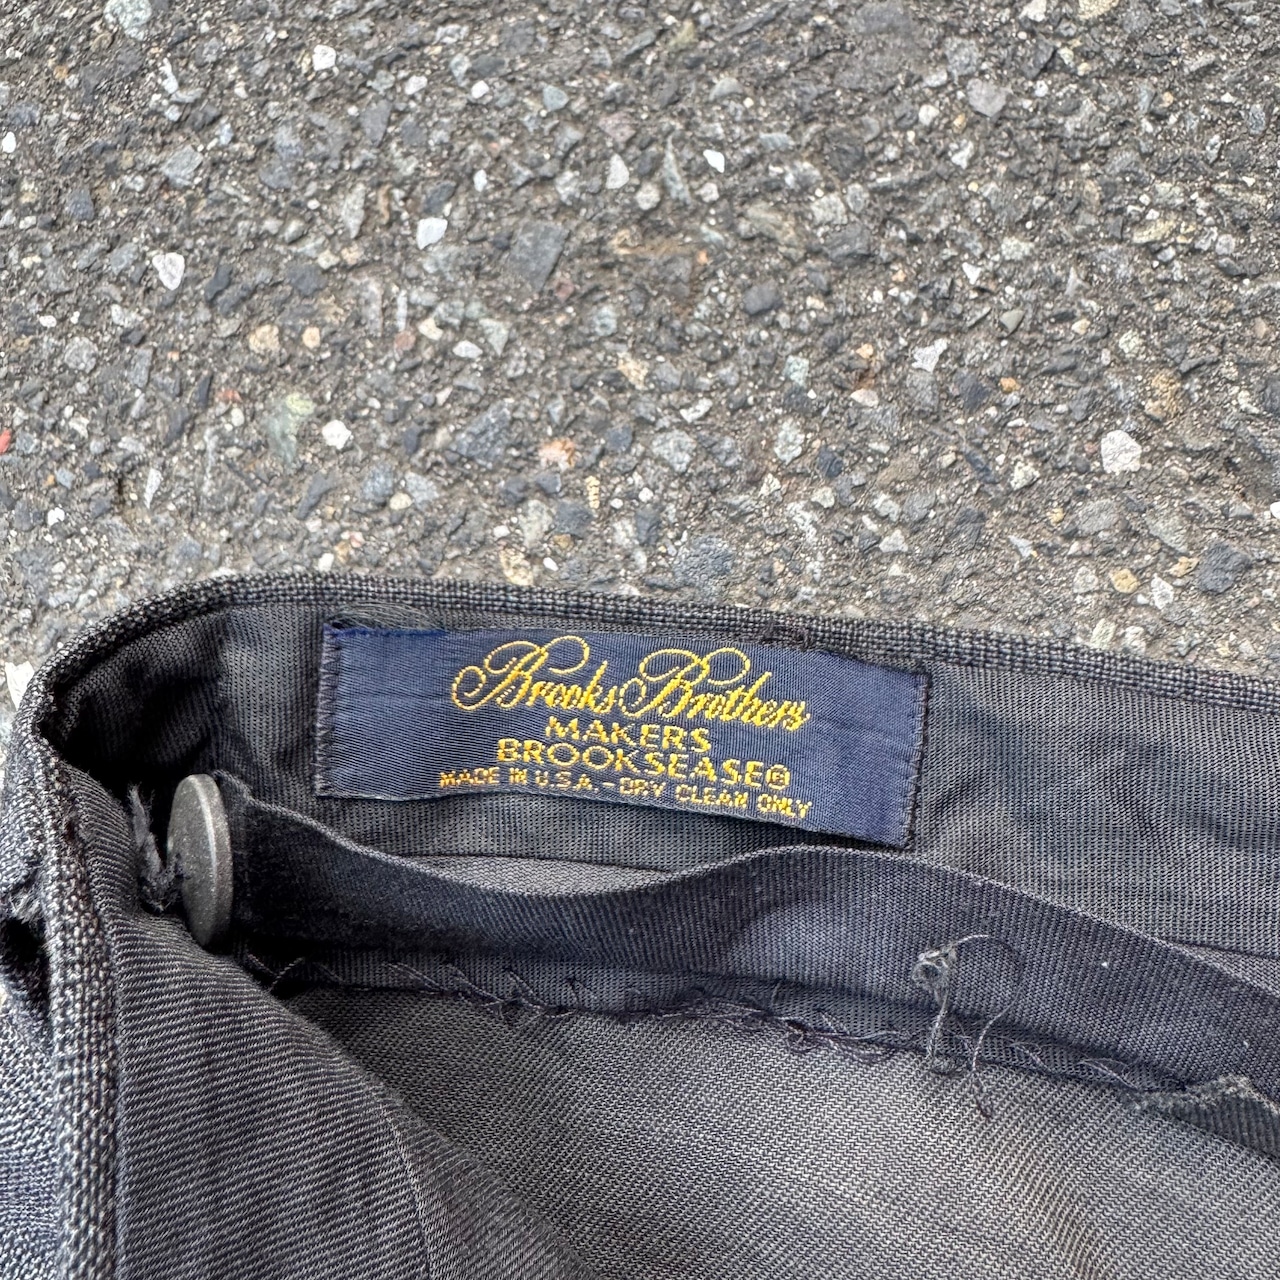 Brooks Brothers
MAKERS
BROOKSEASE®
MADE IN U.S.A. - DRY CLEAN ONLY